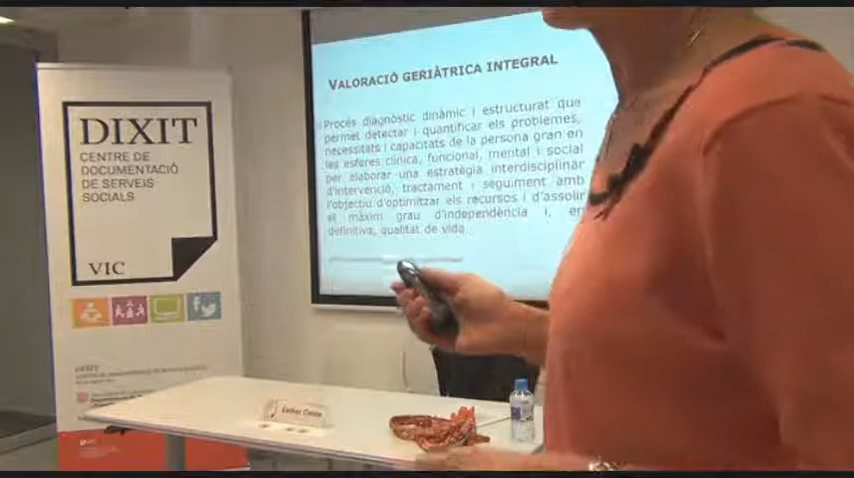 DIXIT
CENTRE DE
DOCUMENTACIÓ
DE SERVEIS
SOCIALS
VIC
DIXIT
VALORACIÓ GERIÀTRICA INTEGRAL
Procés diagnòstic dinàmic i estructurat que
permet detectar i quantificar els problemes,
necessitats i capacitats de la persona gran en
les esferes clínica, funcional, mental i social
per elaborar una estratègia interdisciplinar
d'intervenció, tractament i seguiment amb
l'objectiu d'optimitzar els recursos i d'assolir
el màxim grau d'independència i, en
definitiva, qualitat de vida.
Esther